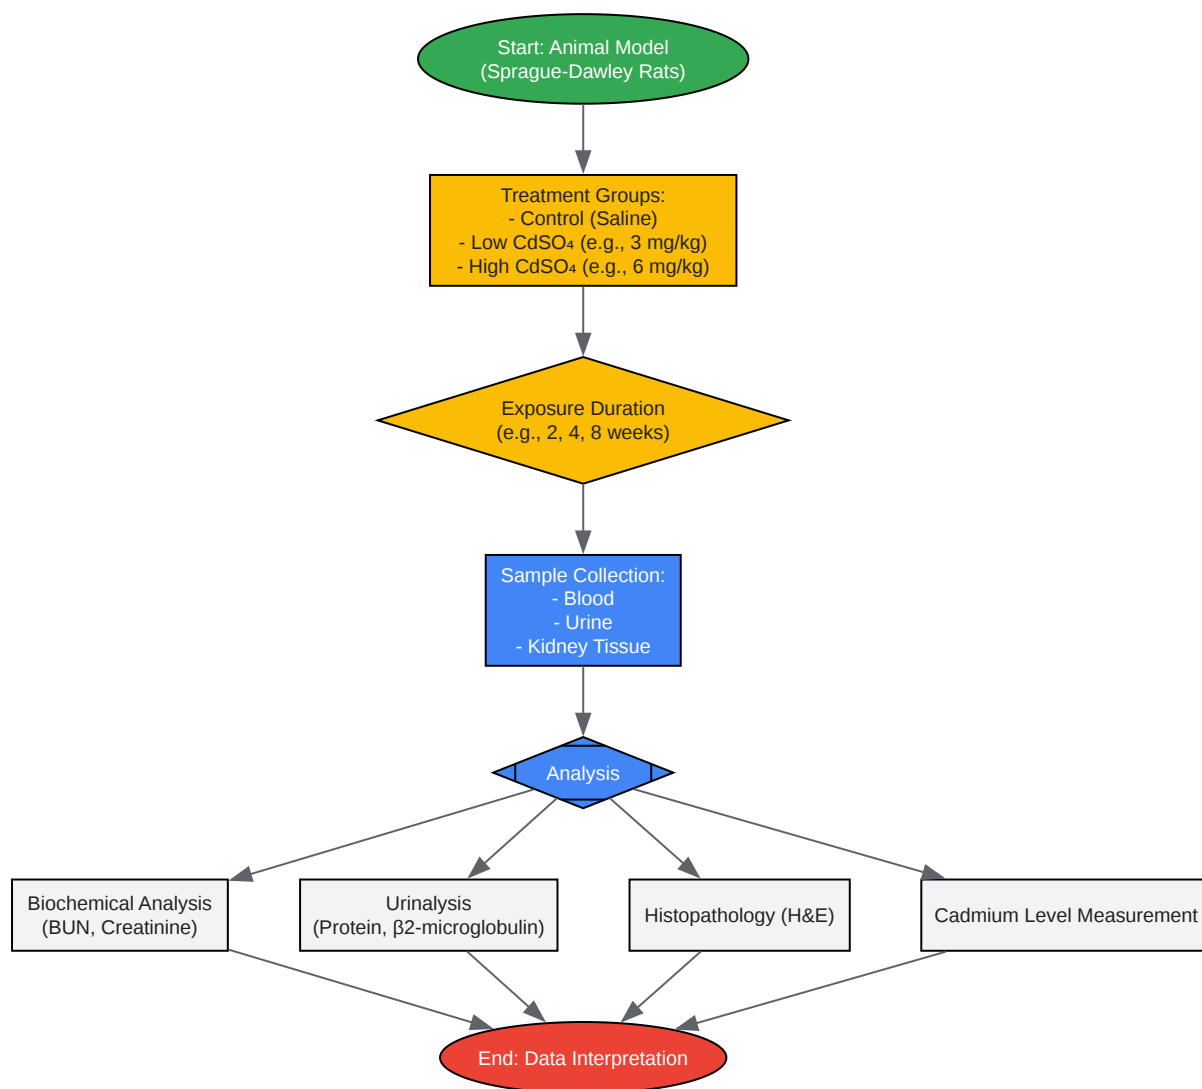 Start: Animal Model
(Sprague-Dawley Rats)
Treatment Groups:
- Control (Saline)
- Low CdSO₄ (e.g., 3 mg/kg)
- High CdSO₄ (e.g., 6 mg/kg)
Exposure Duration
(e.g., 2, 4, 8 weeks)
Sample Collection:
- Blood
- Urine
- Kidney Tissue
Analysis
Biochemical Analysis
(BUN, Creatinine)
Urinalysis
(Protein, β2-microglobulin)
Histopathology (H&E)
Cadmium Level Measurement
End: Data Interpretation